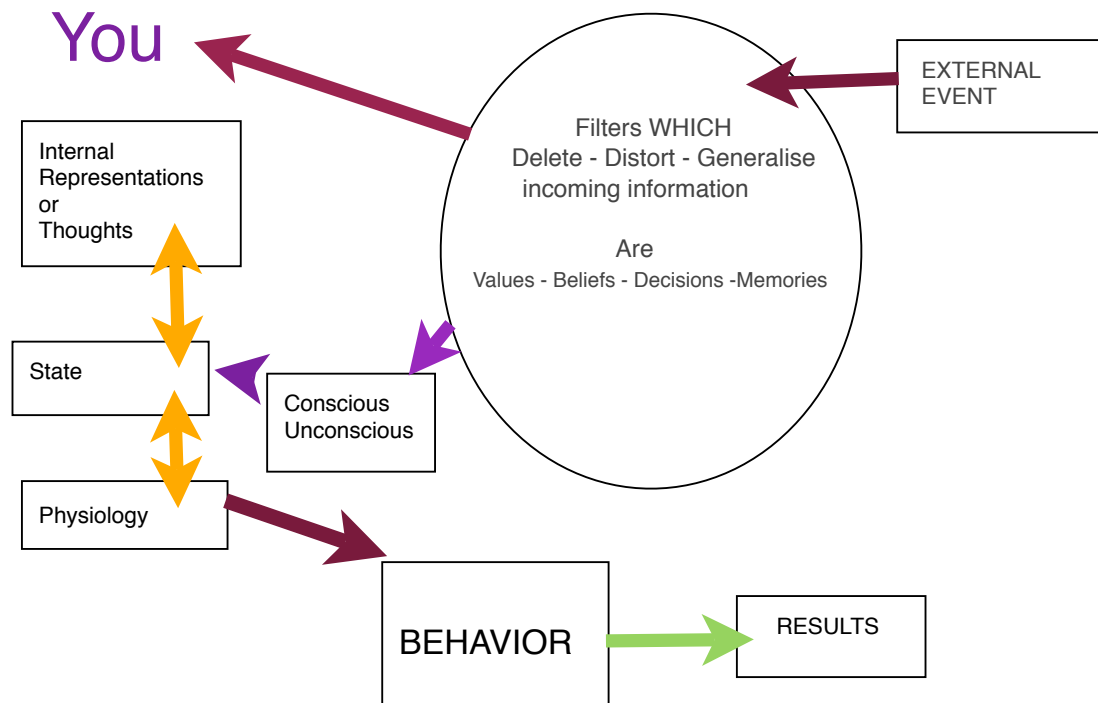 You
EXTERNAL
EVENT
Filters WHICH
Delete - Distort - Generalise
incoming information
Are
Values - Beliefs - Decisions -Memories
Internal
Representations
or
Thoughts
State
Conscious
Unconscious
Physiology
BEHAVIOR
RESULTS